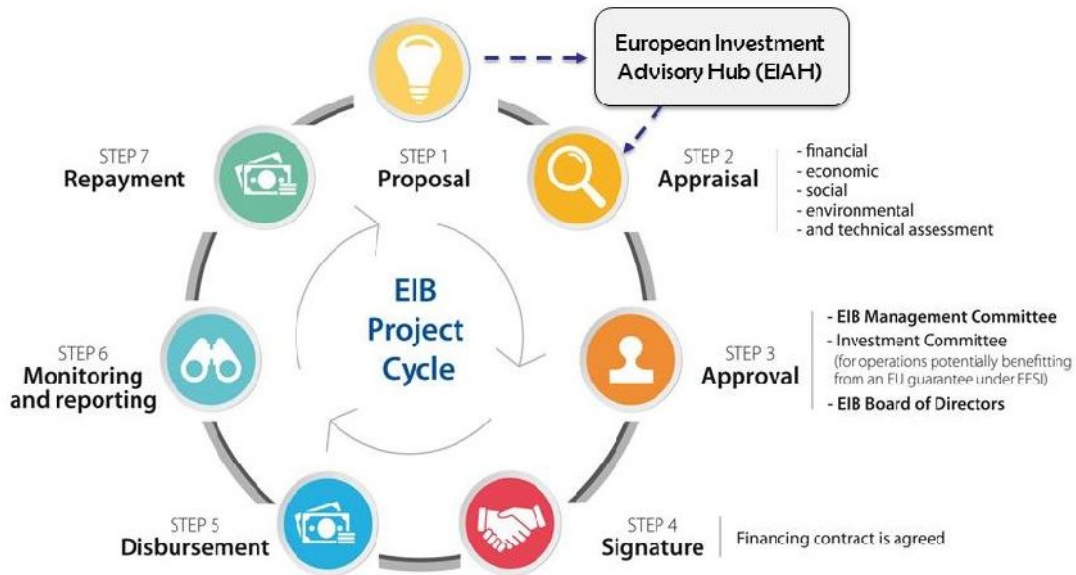 European Investment
Advisory Hub (EIAH)
STEP 1
Proposal
STEP 2
Appraisal
- financial
- economic
- social
- environmental
- and technical assessment
STEP 3
Approval
- EIB Management Committee
- Investment Committee
(for operations potentially benefitting
from an EU guarantee under EFSI)
- EIB Board of Directors
STEP 4
Signature
Financing contract is agreed
STEP 5
Disbursement
STEP 6
Monitoring
and reporting
STEP 7
Repayment
EIB
Project
Cycle